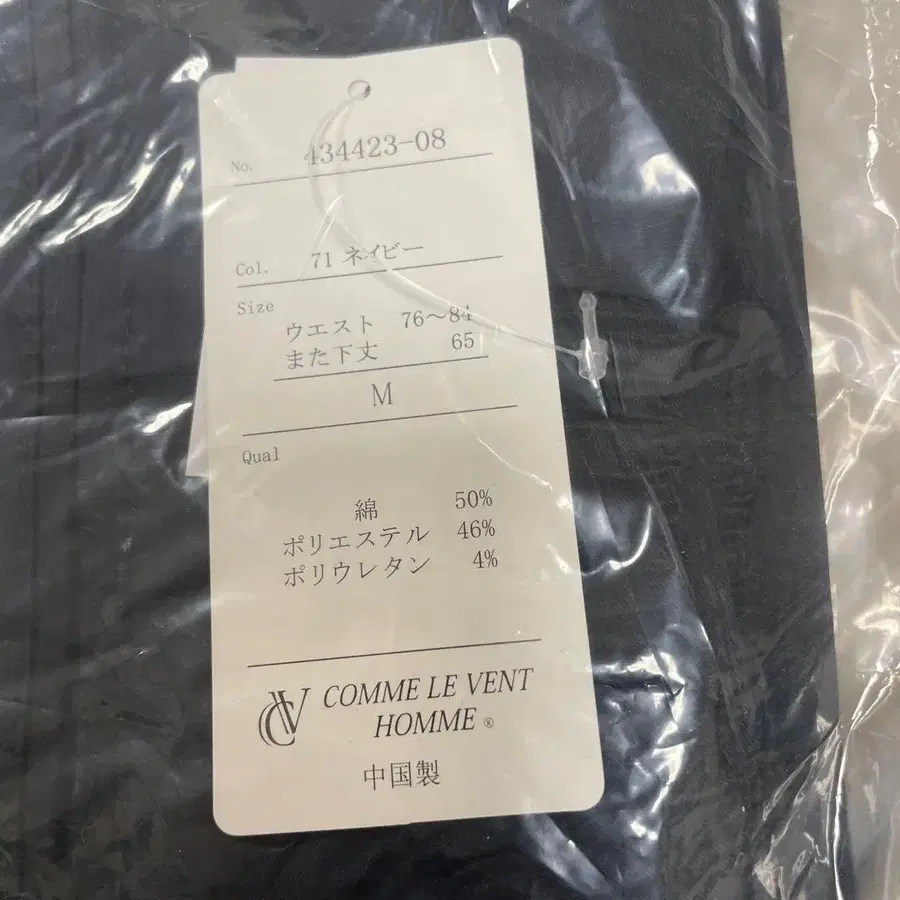 No. 434423-08
Col. 71 ネイビー
Size
ウエスト 76〜84
また下丈 65
M
Qual
綿 50%
ポリエステル 46%
ポリウレタン 4%
CV COMME LE VENT
HOMME ®
中国製